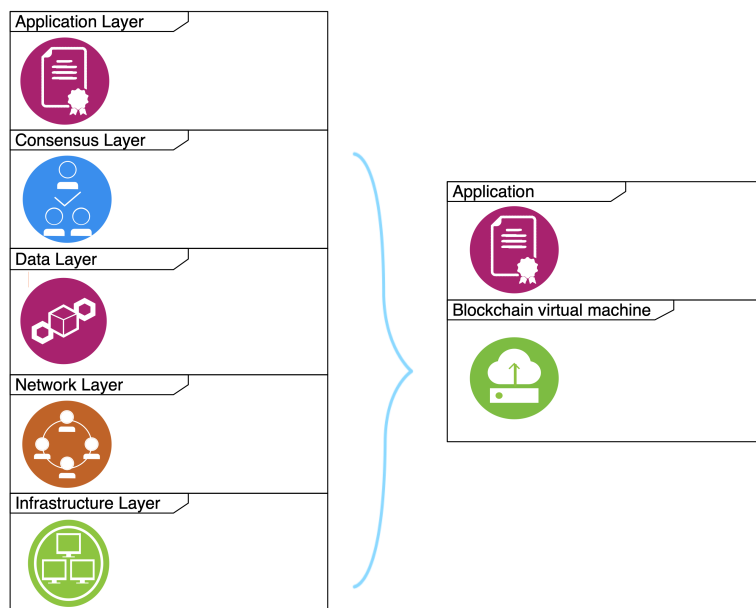 Application Layer
Consensus Layer
Data Layer
Network Layer
Infrastructure Layer
Application
Blockchain virtual machine